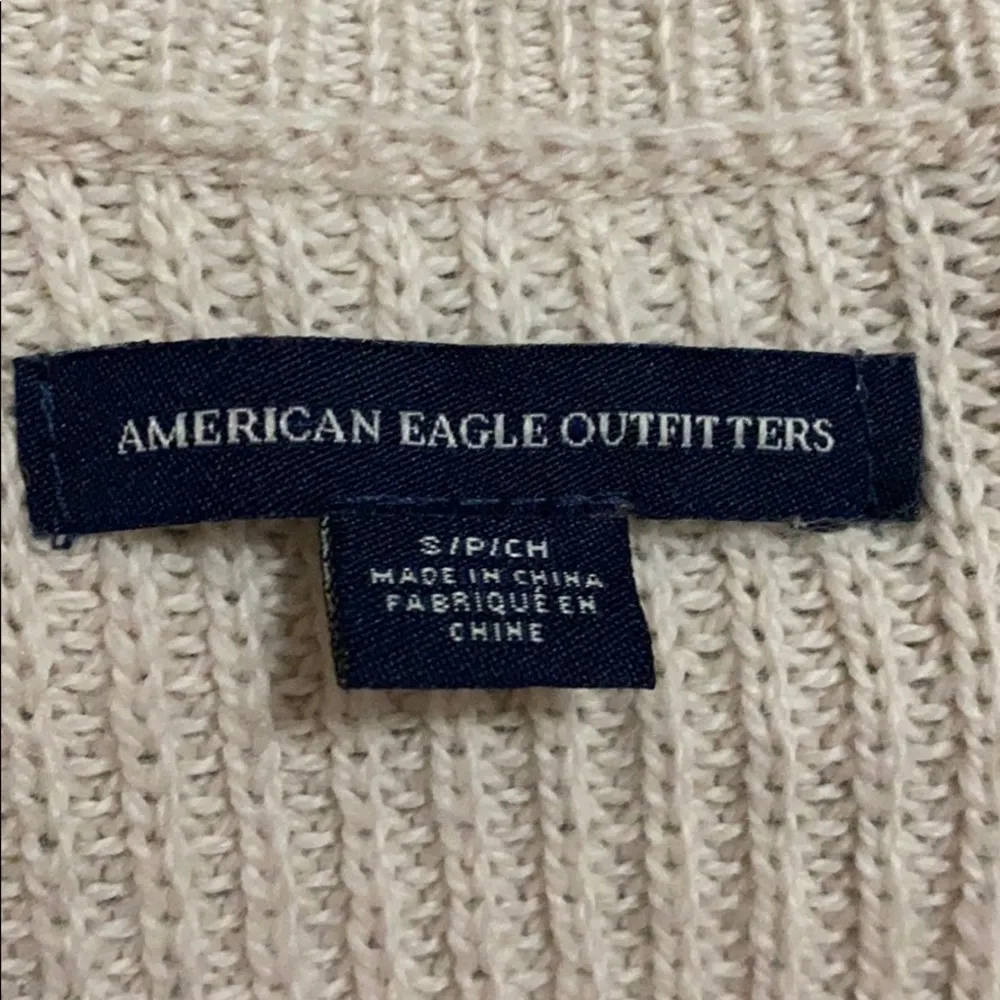 AMERICAN EAGLE OUTFITTERS
S/P/CH
MADE IN CHINA
FABRIQUÉ EN
CHINE